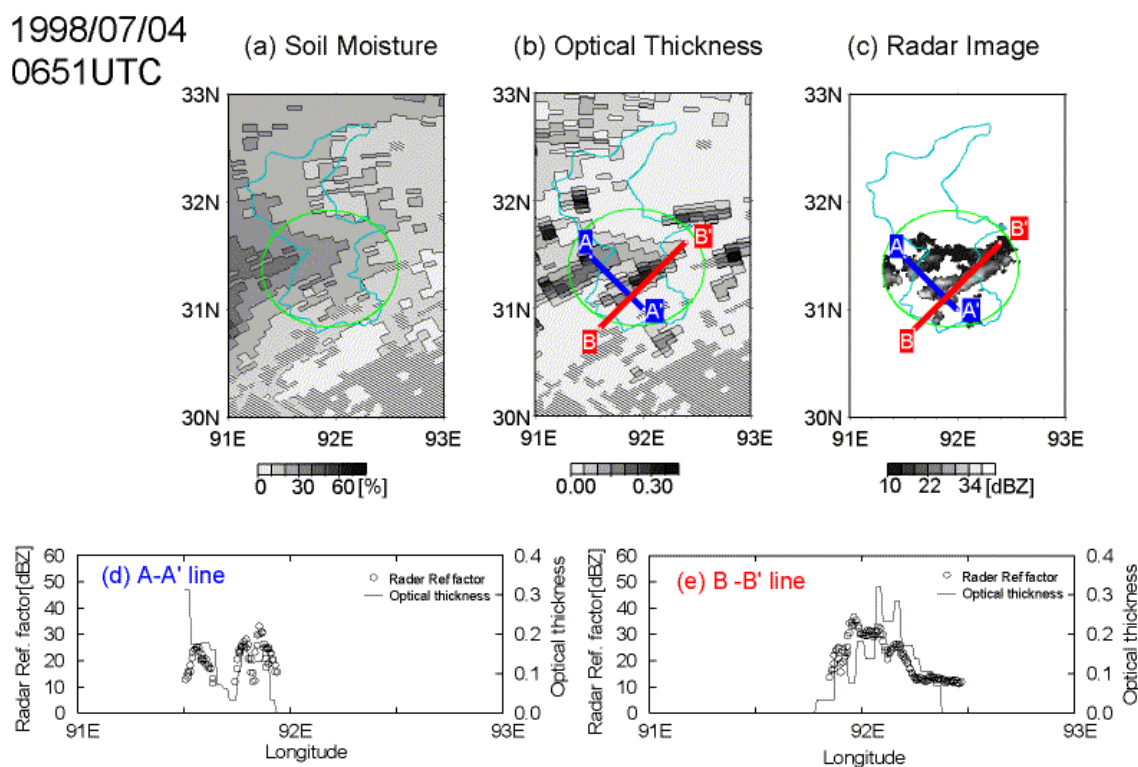 1998/07/04
0651UTC
(a) Soil Moisture
(b) Optical Thickness
(c) Radar Image
33N
32N
31N
30N
91E 92E 93E
0 30 60 [%]
33N
32N
31N
30N
A
A'
B
B'
91E 92E 93E
0.00 0.30
33N
32N
31N
30N
A
A'
B
B'
91E 92E 93E
10 22 34 [dBZ]
(d) A-A' line
Radar Ref. factor[dBZ]
60
50
40
30
20
10
0
Rader Ref factor
Optical thickness
0.4
0.3
0.2
0.1
0.0
Optical thickness
91E 92E 93E
Longitude
(e) B -B' line
Radar Ref. factor[dBZ]
60
50
40
30
20
10
0
Rader Ref factor
Optical thickness
0.4
0.3
0.2
0.1
0.0
Optical thickness
91E 92E 93E
Longitude